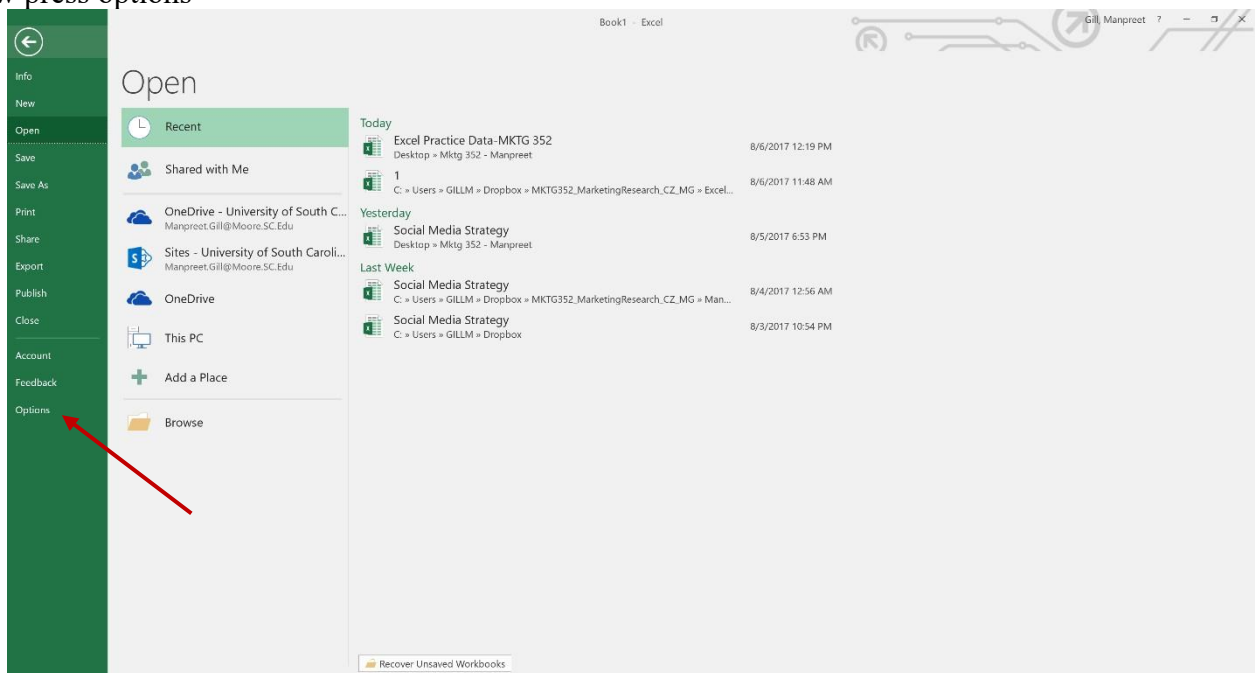 press options
Book1 - Excel
Gill, Manpreet ?
Info
New
Open
Save
Save As
Print
Share
Export
Publish
Close
Account
Feedback
Options
Open
Recent
Shared with Me
OneDrive - University of South C...
Manpreet.Gill@Moore.SC.Edu
Sites - University of South Caroli...
Manpreet.Gill@Moore.SC.Edu
OneDrive
This PC
Add a Place
Browse
Today
Excel Practice Data-MKTG 352
Desktop » Mktg 352 - Manpreet
8/6/2017 12:19 PM
1
C: » Users » GILLM » Dropbox » MKTG352_MarketingResearch_CZ_MG » Excel...
8/6/2017 11:48 AM
Yesterday
Social Media Strategy
Desktop » Mktg 352 - Manpreet
8/5/2017 6:53 PM
Last Week
Social Media Strategy
C: » Users » GILLM » Dropbox » MKTG352_MarketingResearch_CZ_MG » Man...
8/4/2017 12:56 AM
Social Media Strategy
C: » Users » GILLM » Dropbox
8/3/2017 10:54 PM
Recover Unsaved Workbooks